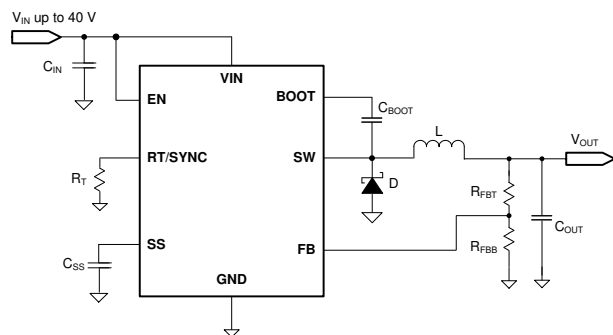 V_IN up to 40 V
C_IN
VIN
EN
BOOT
C_BOOT
L
V_OUT
RT/SYNC
SW
R_T
D
R_FBT
C_OUT
SS
FB
R_FBB
C_SS
GND